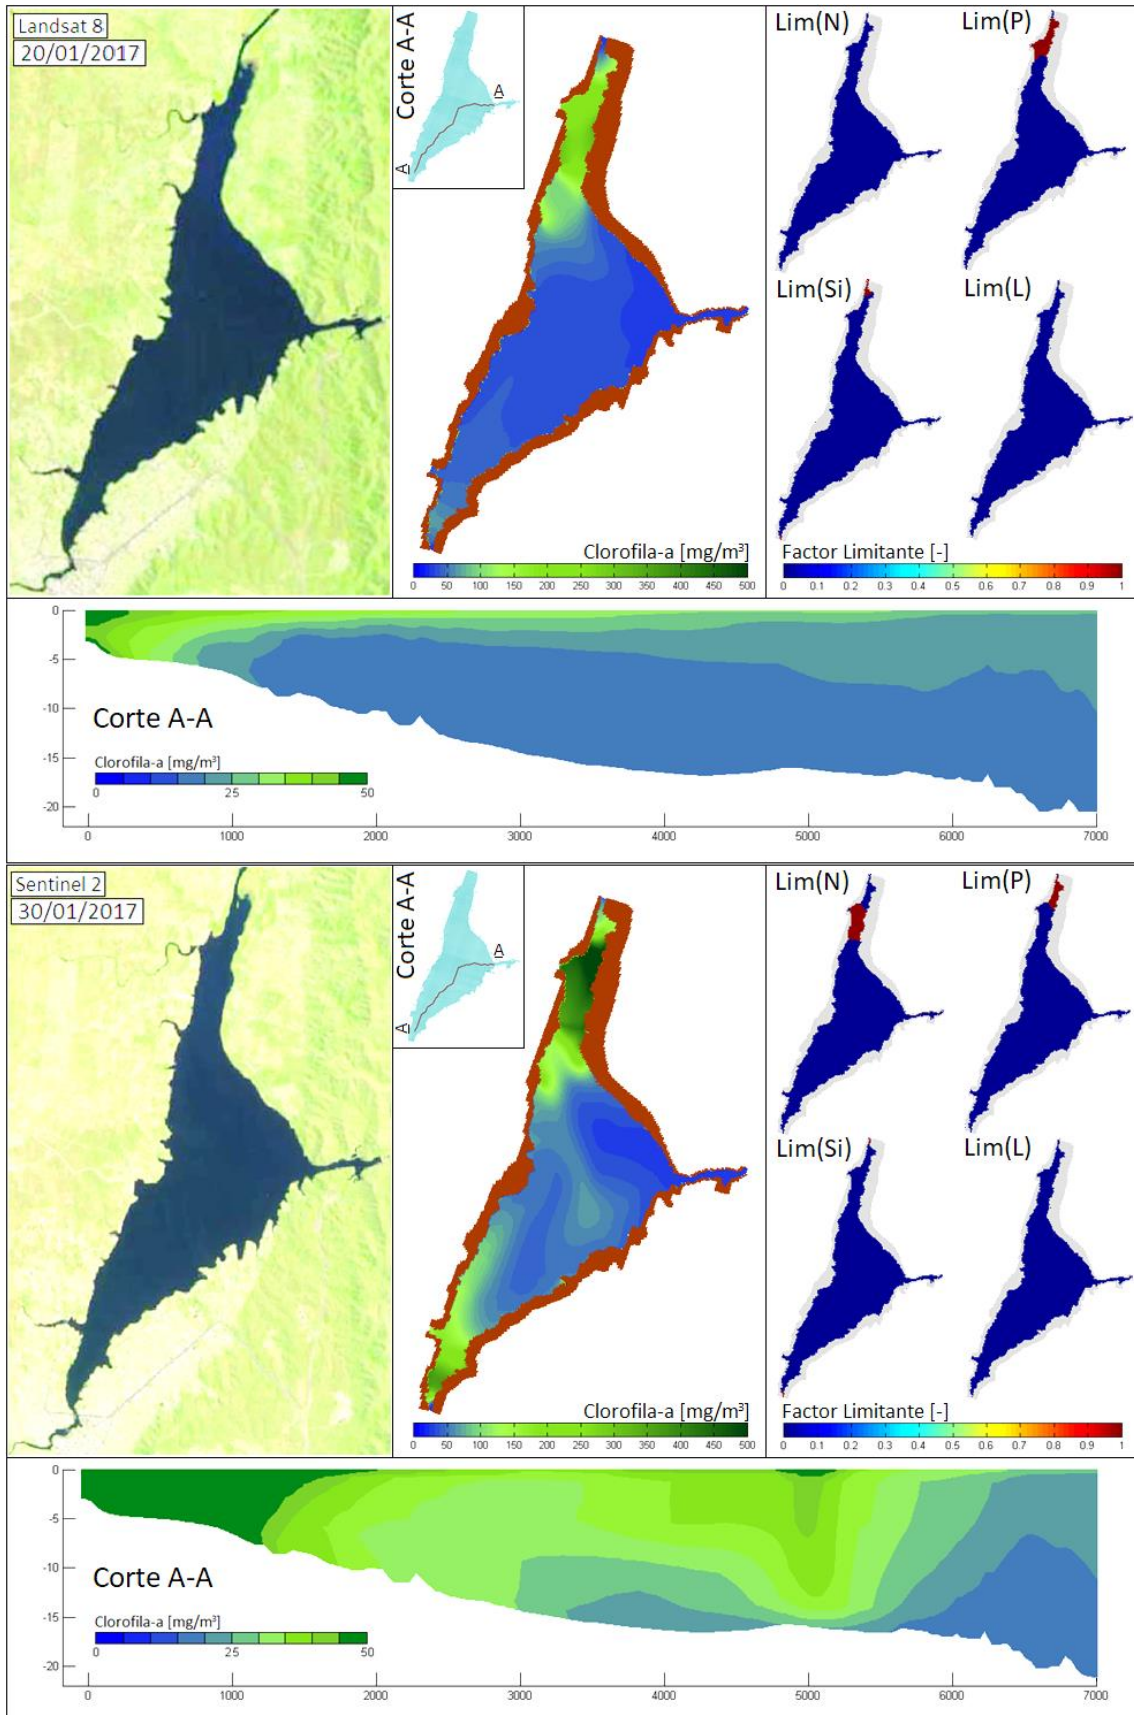 Landsat 8
20/01/2017
Corte A-A
A
A
Clorofila-a [mg/m³]
0 50 100 150 200 250 300 350 400 450 500
Lim(N)
Lim(P)
Lim(Si)
Lim(L)
Factor Limitante [-]
0 0.1 0.2 0.3 0.4 0.5 0.6 0.7 0.8 0.9 1
0
-5
-10
-15
-20
Corte A-A
Clorofila-a [mg/m³]
0 25 50
0 1000 2000 3000 4000 5000 6000 7000
Sentinel 2
30/01/2017
Corte A-A
A
A
Clorofila-a [mg/m³]
0 50 100 150 200 250 300 350 400 450 500
Lim(N)
Lim(P)
Lim(Si)
Lim(L)
Factor Limitante [-]
0 0.1 0.2 0.3 0.4 0.5 0.6 0.7 0.8 0.9 1
0
-5
-10
-15
-20
Corte A-A
Clorofila-a [mg/m³]
0 25 50
0 1000 2000 3000 4000 5000 6000 7000